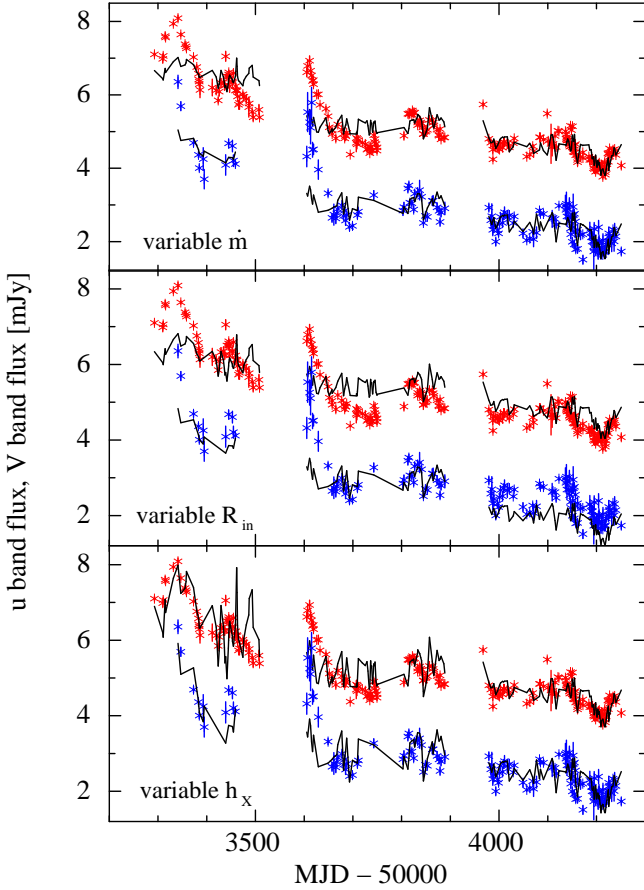 8
6
4
2
variable ṁ
8
6
4
2
variable R in
8
6
4
2
variable h X
u band flux, V band flux [mJy]
3500 4000
MJD − 50000